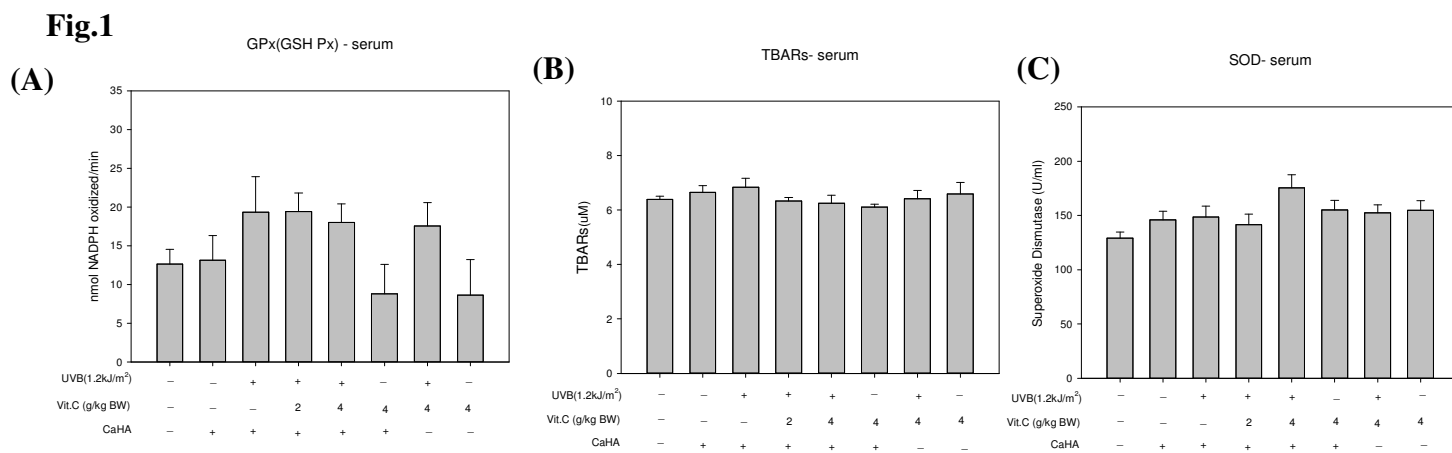 Fig.1
(A)
GPx(GSH Px) - serum
nmol NADPH oxidized/min
35
30
25
20
15
10
5
0
UVB(1.2kJ/m²) − − + + + − + −
Vit.C (g/kg BW) − − − 2 4 4 4 4
CaHA − + + + + + − −
(B)
TBARs- serum
TBARs(uM)
10
8
6
4
2
0
UVB(1.2kJ/m²) − − + + + − + −
Vit.C (g/kg BW) − − − 2 4 4 4 4
CaHA − + + + + + − −
(C)
SOD- serum
Superoxide Dismutase (U/ml)
250
200
150
100
50
0
UVB(1.2kJ/m²) − − + + + − + −
Vit.C (g/kg BW) − − − 2 4 4 4 4
CaHA − + + + + + − −